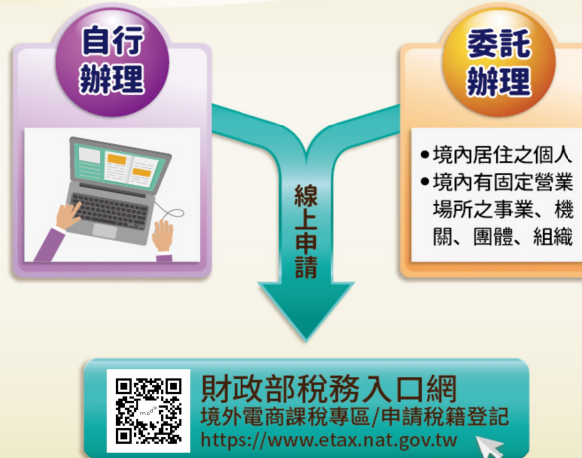 自行
辦理
委託
辦理
●境內居住之個人
●境內有固定營業
場所之事業、機
關、團體、組織
線上申請
財政部稅務入口網
境外電商課稅專區/申請稅籍登記
https://www.etax.nat.gov.tw